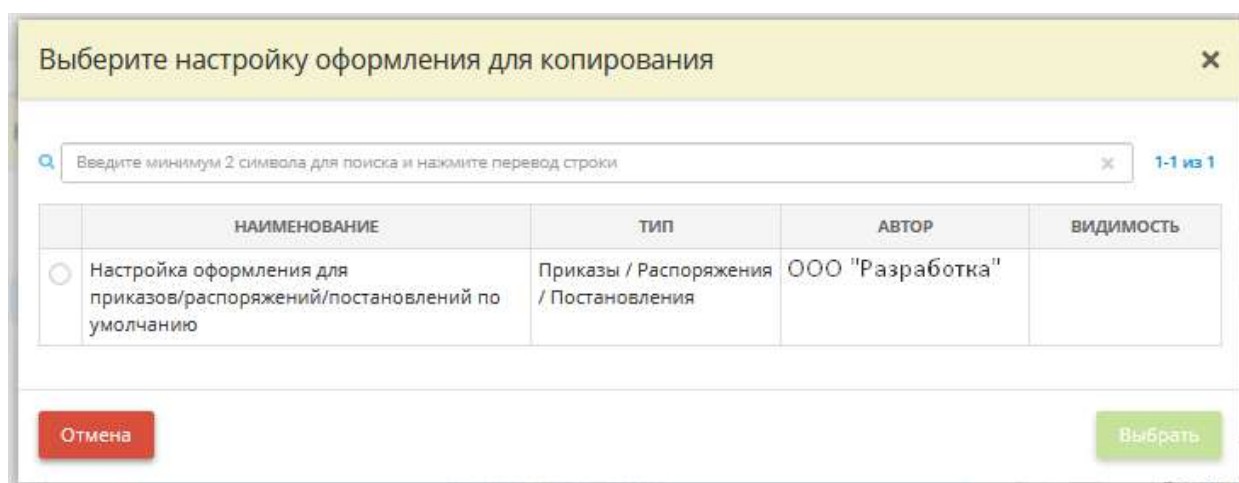 Выберите настройку оформления для копирования ×
Введите минимум 2 символа для поиска и нажмите перевод строки × 1-1 из 1
НАИМЕНОВАНИЕ ТИП АВТОР ВИДИМОСТЬ
Настройка оформления для Приказы / Распоряжения ООО "Разработка"
приказов/распоряжений/постановлений по / Постановления
умолчанию
Отмена Выбрать